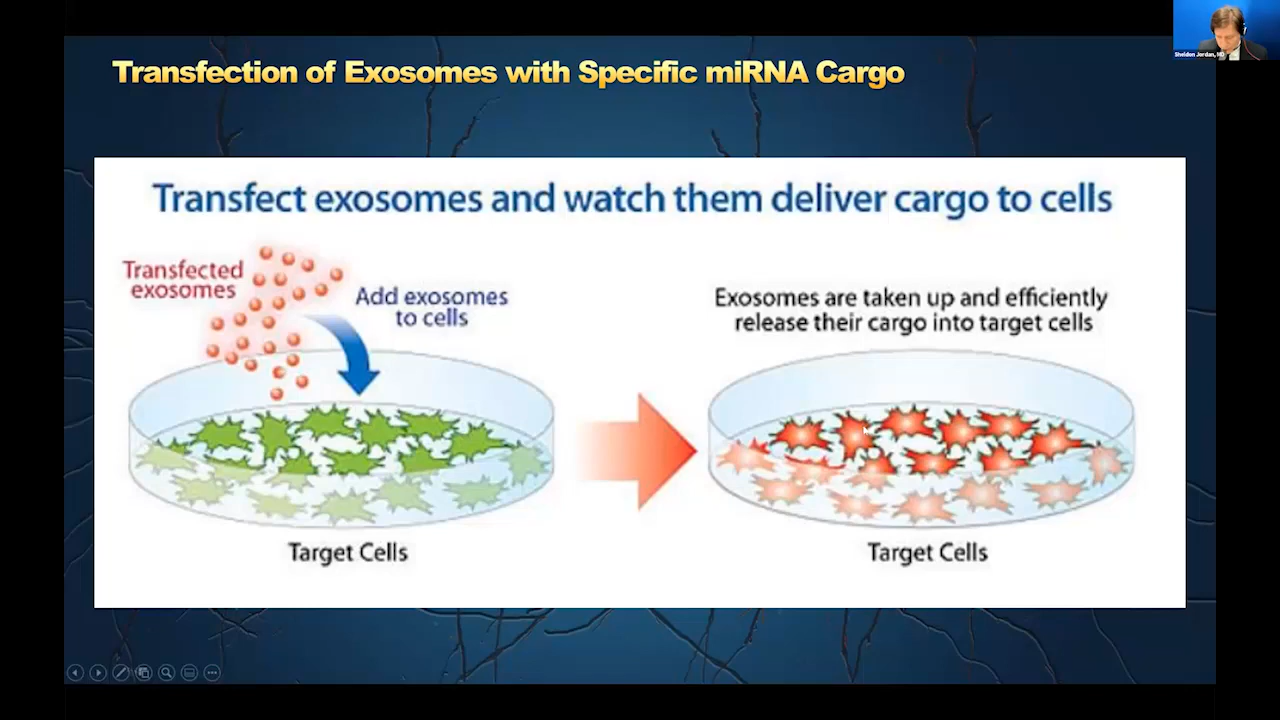 Transfection of Exosomes with Specific miRNA Cargo
Sheldon Jordan, MD
Transfect exosomes and watch them deliver cargo to cells
Transfected
exosomes
Add exosomes
to cells
Exosomes are taken up and efficiently
release their cargo into target cells
Target Cells
Target Cells